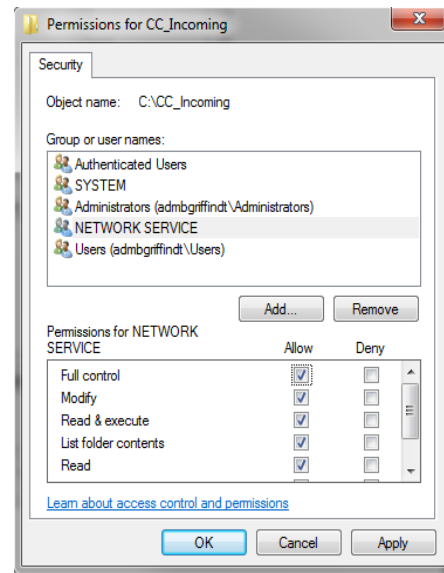 Permissions for CC_Incoming
Security
Object name: C:\CC_Incoming
Group or user names:
Authenticated Users
SYSTEM
Administrators (admbgriffindt\Administrators)
NETWORK SERVICE
Users (admbgriffindt\Users)
Add... Remove
Permissions for NETWORK
SERVICE Allow Deny
Full control
Modify
Read & execute
List folder contents
Read
Learn about access control and permissions
OK Cancel Apply